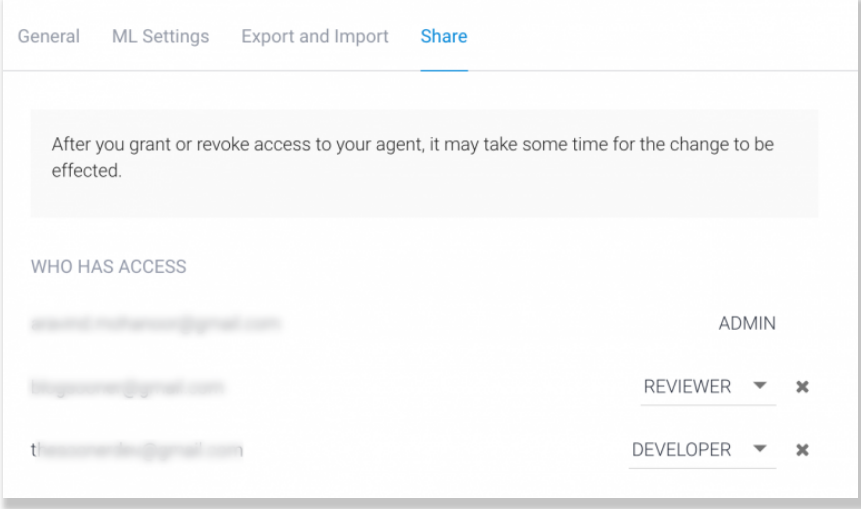 General ML Settings Export and Import Share
After you grant or revoke access to your agent, it may take some time for the change to be
effected.
WHO HAS ACCESS
ADMIN
REVIEWER
DEVELOPER